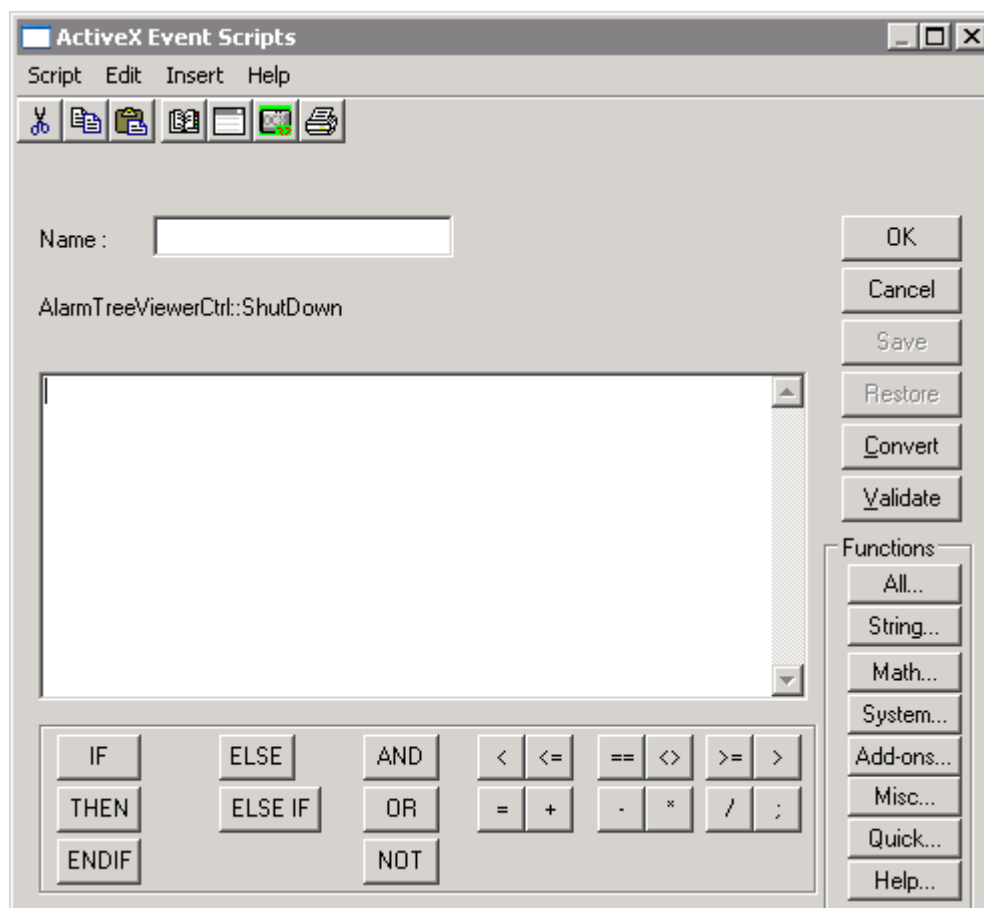 ActiveX Event Scripts
Script Edit Insert Help
Name :
OK
Cancel
AlarmTreeViewerCtrl::ShutDown
Save
Restore
Convert
Validate
Functions
All...
String...
Math...
System...
Add-ons...
Misc...
Quick...
Help...
IF ELSE AND < <= == <> >= >
THEN ELSE IF OR = + - * / ;
ENDIF NOT